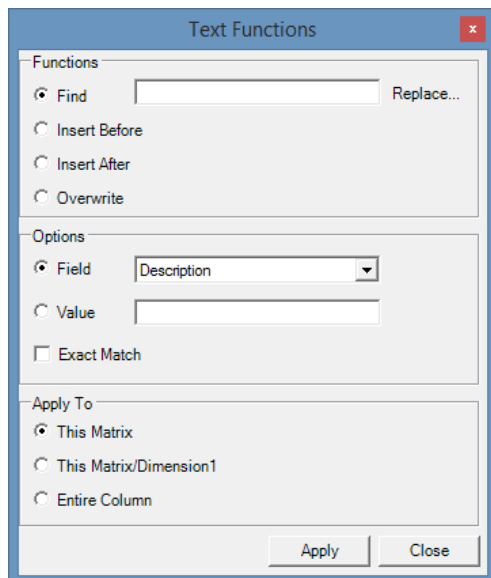 Text Functions
x
Functions
Find
Replace...
Insert Before
Insert After
Overwrite
Options
Field
Description
Value
Exact Match
Apply To
This Matrix
This Matrix/Dimension1
Entire Column
Apply
Close